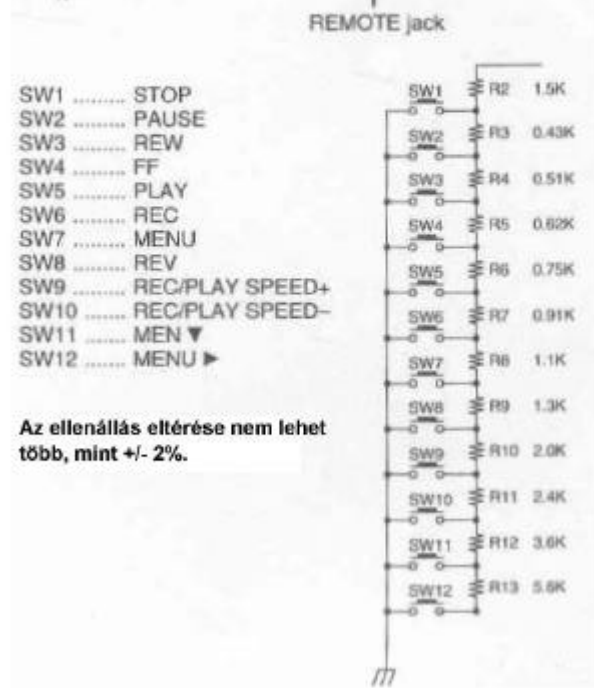 REMOTE jack
SW1 ........ STOP
SW2 ........ PAUSE
SW3 ........ REW
SW4 ........ FF
SW5 ........ PLAY
SW6 ........ REC
SW7 ........ MENU
SW8 ........ REV
SW9 ........ REC/PLAY SPEED+
SW10 ...... REC/PLAY SPEED–
SW11 ...... MEN ▼
SW12 ...... MENU ►
Az ellenállás eltérése nem lehet
több, mint +/- 2%.
SW1 R2 1.5K
SW2 R3 0.43K
SW3 R4 0.51K
SW4 R5 0.62K
SW5 R6 0.75K
SW6 R7 0.91K
SW7 R8 1.1K
SW8 R9 1.3K
SW9 R10 2.0K
SW10 R11 2.4K
SW11 R12 3.6K
SW12 R13 5.6K